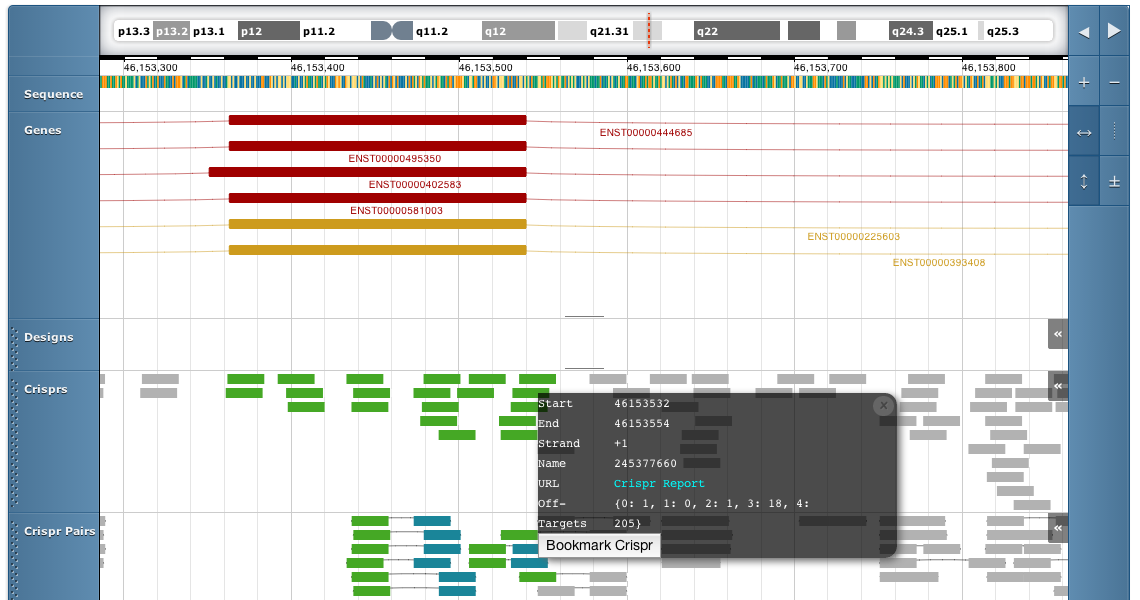 p13.3 p13.2 p13.1 p12 p11.2 q11.2 q12 q21.31 q22 q24.3 q25.1 q25.3
46,153,300 46,153,400 46,153,500 46,153,600 46,153,700 46,153,800
Sequence
Genes
ENST00000444685
ENST00000495350
ENST00000402583
ENST00000581003
ENST00000225603
ENST00000393408
Designs
Crisprs
Start 46153532
End 46153554
Strand +1
Name 245377660
URL Crispr Report
Off- {0: 1, 1: 0, 2: 1, 3: 18, 4:
Targets 205}
Crispr Pairs
Bookmark Crispr